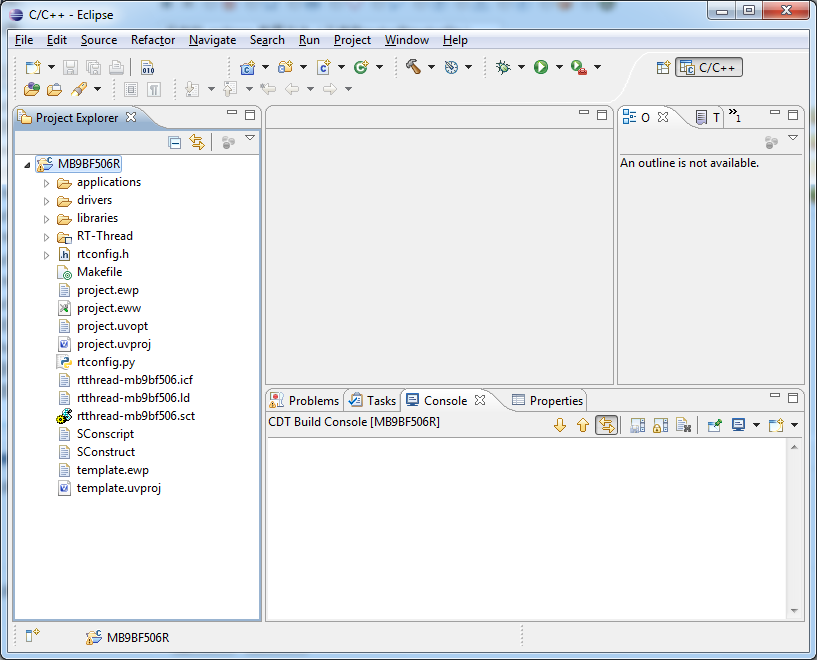 C/C++ - Eclipse
File Edit Source Refactor Navigate Search Run Project Window Help
C/C++
Project Explorer
O T »1
An outline is not available.
MB9BF506R
applications
drivers
libraries
RT-Thread
rtconfig.h
Makefile
project.ewp
project.eww
project.uvopt
project.uvproj
rtconfig.py
rtthread-mb9bf506.icf
rtthread-mb9bf506.ld
rtthread-mb9bf506.sct
SConscript
SConstruct
template.ewp
template.uvproj
Problems Tasks Console Properties
CDT Build Console [MB9BF506R]
MB9BF506R